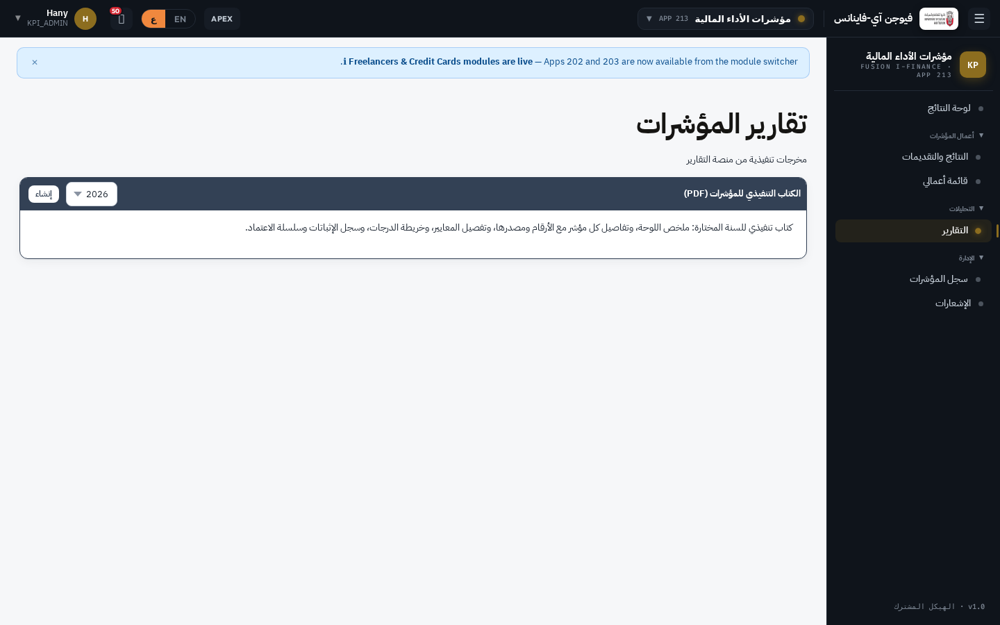 ☰
فيوجن آي-فاينانس
مؤشرات الأداء المالية APP 213 ▼
APEX
EN ع
50
H
Hany
KPI_ADMIN
▼
KP
مؤشرات الأداء المالية
FUSION I-FINANCE ·
APP 213
لوحة النتائج
▼ أعمال المؤشرات
النتائج والتقديمات
قائمة أعمالي
▼ التحليلات
التقارير
▼ الإدارة
سجل المؤشرات
الإشعارات
v1.0 · الهيكل المشترك
.ℹ Freelancers & Credit Cards modules are live — Apps 202 and 203 are now available from the module switcher
×
تقارير المؤشرات
مخرجات تنفيذية من منصة التقارير
الكتاب التنفيذي للمؤشرات (PDF)
2026
إنشاء
كتاب تنفيذي للسنة المختارة: ملخص اللوحة، وتفاصيل كل مؤشر مع الأرقام ومصدرها، وتفصيل المعايير، وخريطة الدرجات، وسجل الإثباتات وسلسلة الاعتماد.